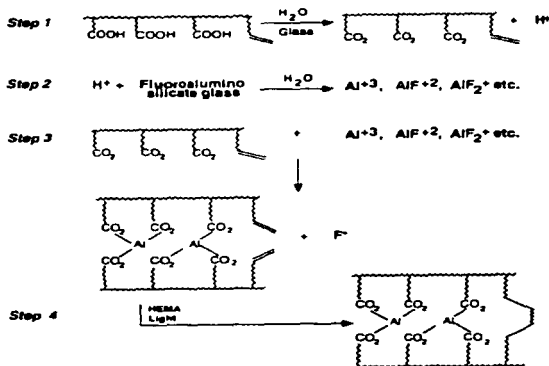 Step 1
COOH COOH COOH
H2O
Glass
CO2 CO2 CO2 + H+
Step 2
H+ + Fluoroalumino silicate glass
H2O
Al+3, AlF+2, AlF2+ etc.
Step 3
CO2 CO2 CO2 + Al+3, AlF+2, AlF2+ etc.
CO2 CO2 CO2
Al Al + F-
CO2 CO2 CO2
Step 4
HEMA
Light
CO2 CO2 CO2
Al Al
CO2 CO2 CO2